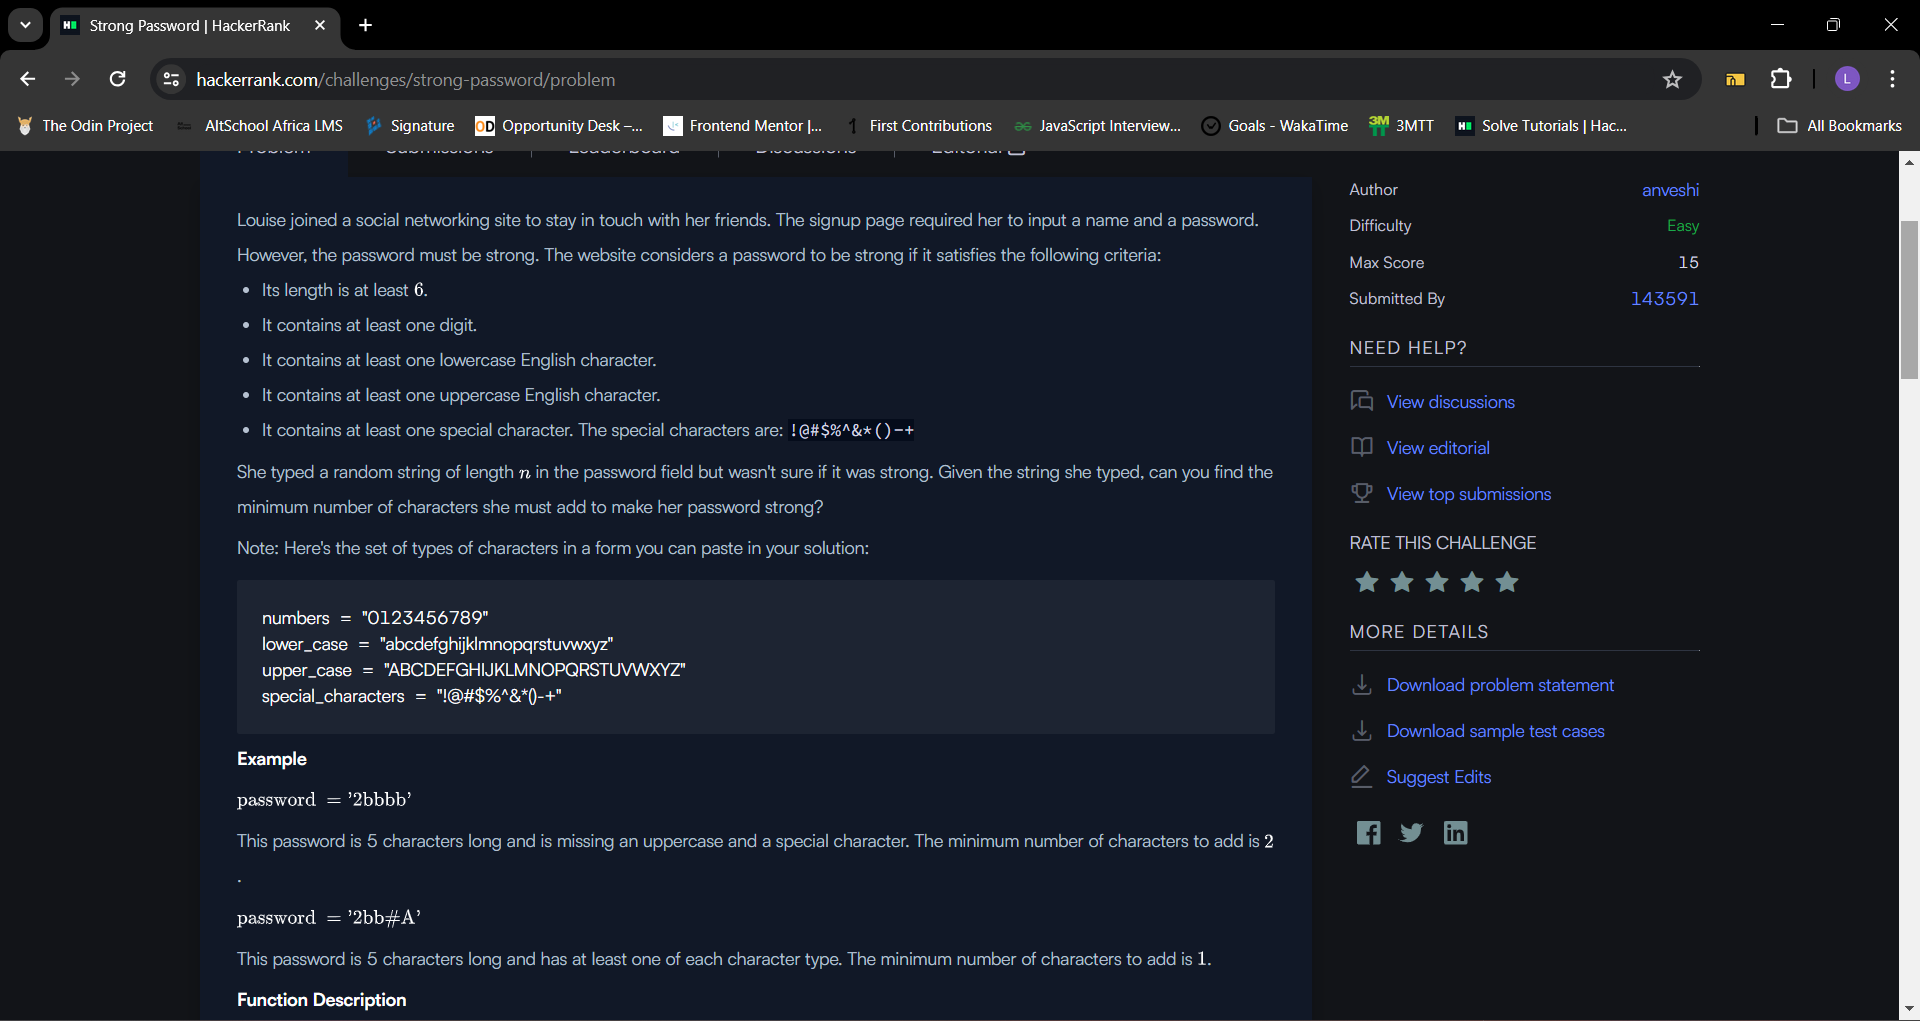 Strong Password | HackerRank
hackerrank.com/challenges/strong-password/problem
L
The Odin Project
AltSchool Africa LMS
Signature
OD Opportunity Desk –...
Frontend Mentor |...
First Contributions
JavaScript Interview...
Goals - WakaTime
3M 3MTT
H Solve Tutorials | Hac...
All Bookmarks
Louise joined a social networking site to stay in touch with her friends. The signup page required her to input a name and a password.
However, the password must be strong. The website considers a password to be strong if it satisfies the following criteria:
• Its length is at least 6.
• It contains at least one digit.
• It contains at least one lowercase English character.
• It contains at least one uppercase English character.
• It contains at least one special character. The special characters are: !@#$%^&*()-+
She typed a random string of length n in the password field but wasn't sure if it was strong. Given the string she typed, can you find the
minimum number of characters she must add to make her password strong?
Note: Here's the set of types of characters in a form you can paste in your solution:
numbers = "0123456789"
lower_case = "abcdefghijklmnopqrstuvwxyz"
upper_case = "ABCDEFGHIJKLMNOPQRSTUVWXYZ"
special_characters = "!@#$%^&*()-+"
Example
password = '2bbbb'
This password is 5 characters long and is missing an uppercase and a special character. The minimum number of characters to add is 2
.
password = '2bb#A'
This password is 5 characters long and has at least one of each character type. The minimum number of characters to add is 1.
Function Description
Author anveshi
Difficulty Easy
Max Score 15
Submitted By 143591
NEED HELP?
View discussions
View editorial
View top submissions
RATE THIS CHALLENGE
MORE DETAILS
Download problem statement
Download sample test cases
Suggest Edits